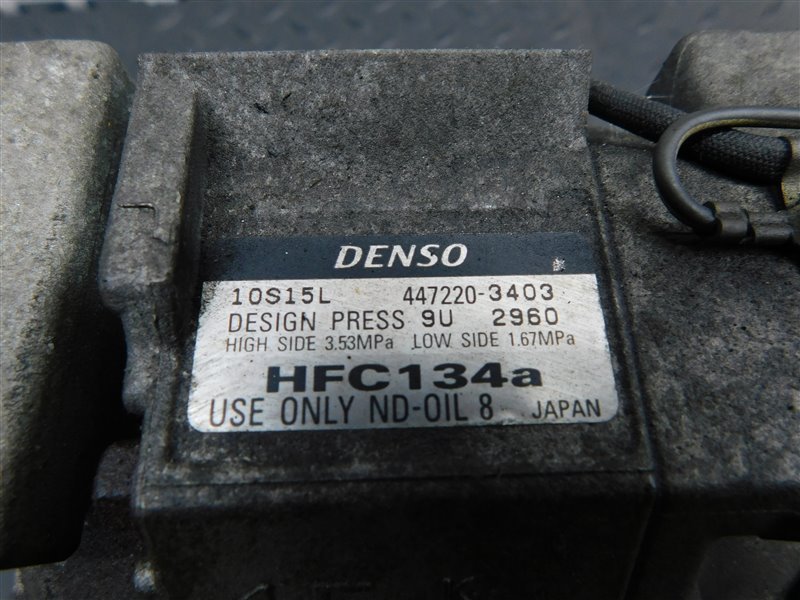 DENSO
10S15L 447220-3403
DESIGN PRESS 9U 2960
HIGH SIDE 3.53MPa LOW SIDE 1.67MPa
HFC134a
USE ONLY ND-OIL 8 JAPAN